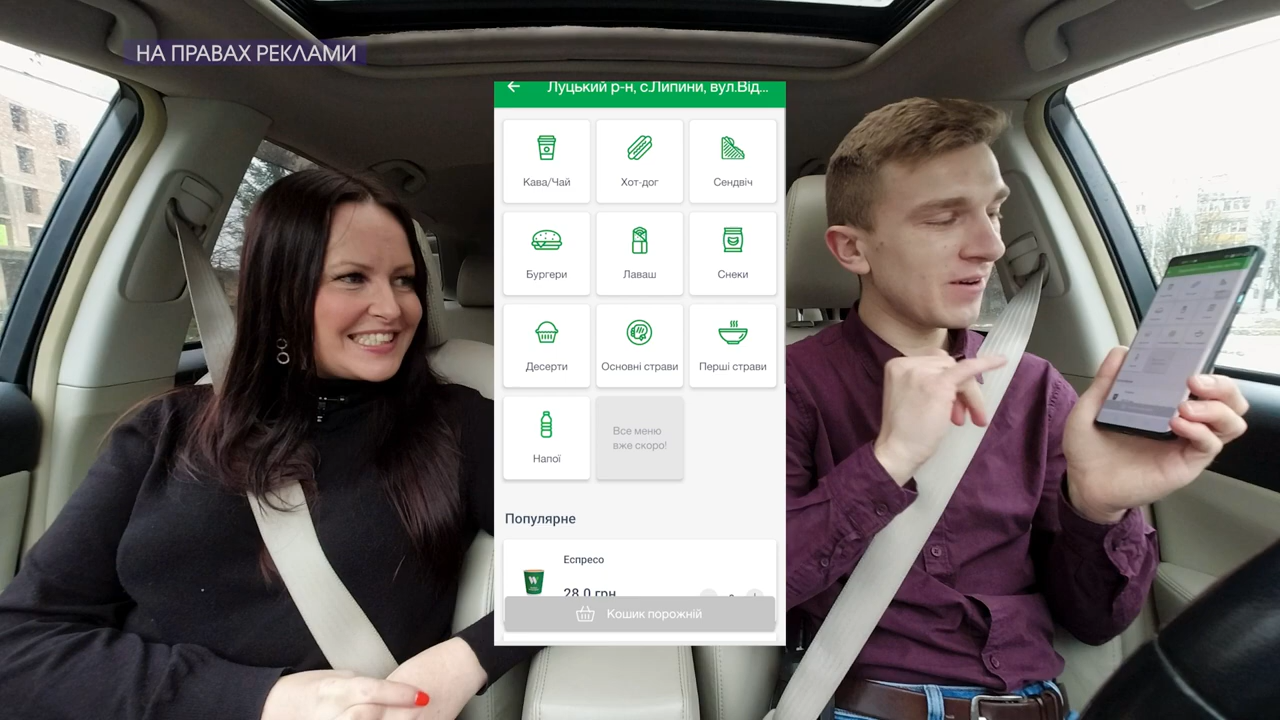 НА ПРАВАХ РЕКЛАМИ
Луцький р-н, с.Липини, вул.Від...
Кава/Чай
Хот-дог
Сендвіч
Бургери
Лаваш
Снеки
Десерти
Основні страви
Перші страви
Напої
Все меню
вже скоро!
Популярне
Еспресо
28.0 грн
Кошик порожній